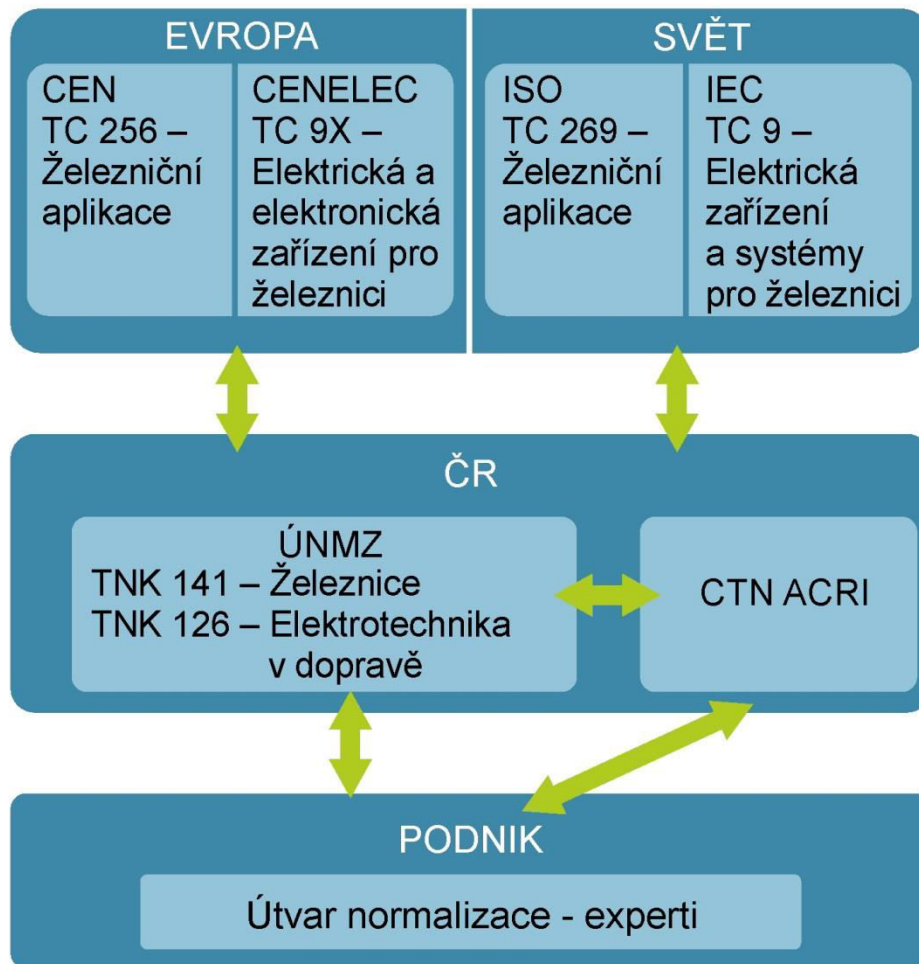 EVROPA
CEN
TC 256 –
Železniční
aplikace
CENELEC
TC 9X –
Elektrická a
elektronická
zařízení pro
železnici
SVĚT
ISO
TC 269 –
Železniční
aplikace
IEC
TC 9 –
Elektrická
zařízení
a systémy
pro železnici
ČR
ÚNMZ
TNK 141 – Železnice
TNK 126 – Elektrotechnika
v dopravě
CTN ACRI
PODNIK
Útvar normalizace - experti